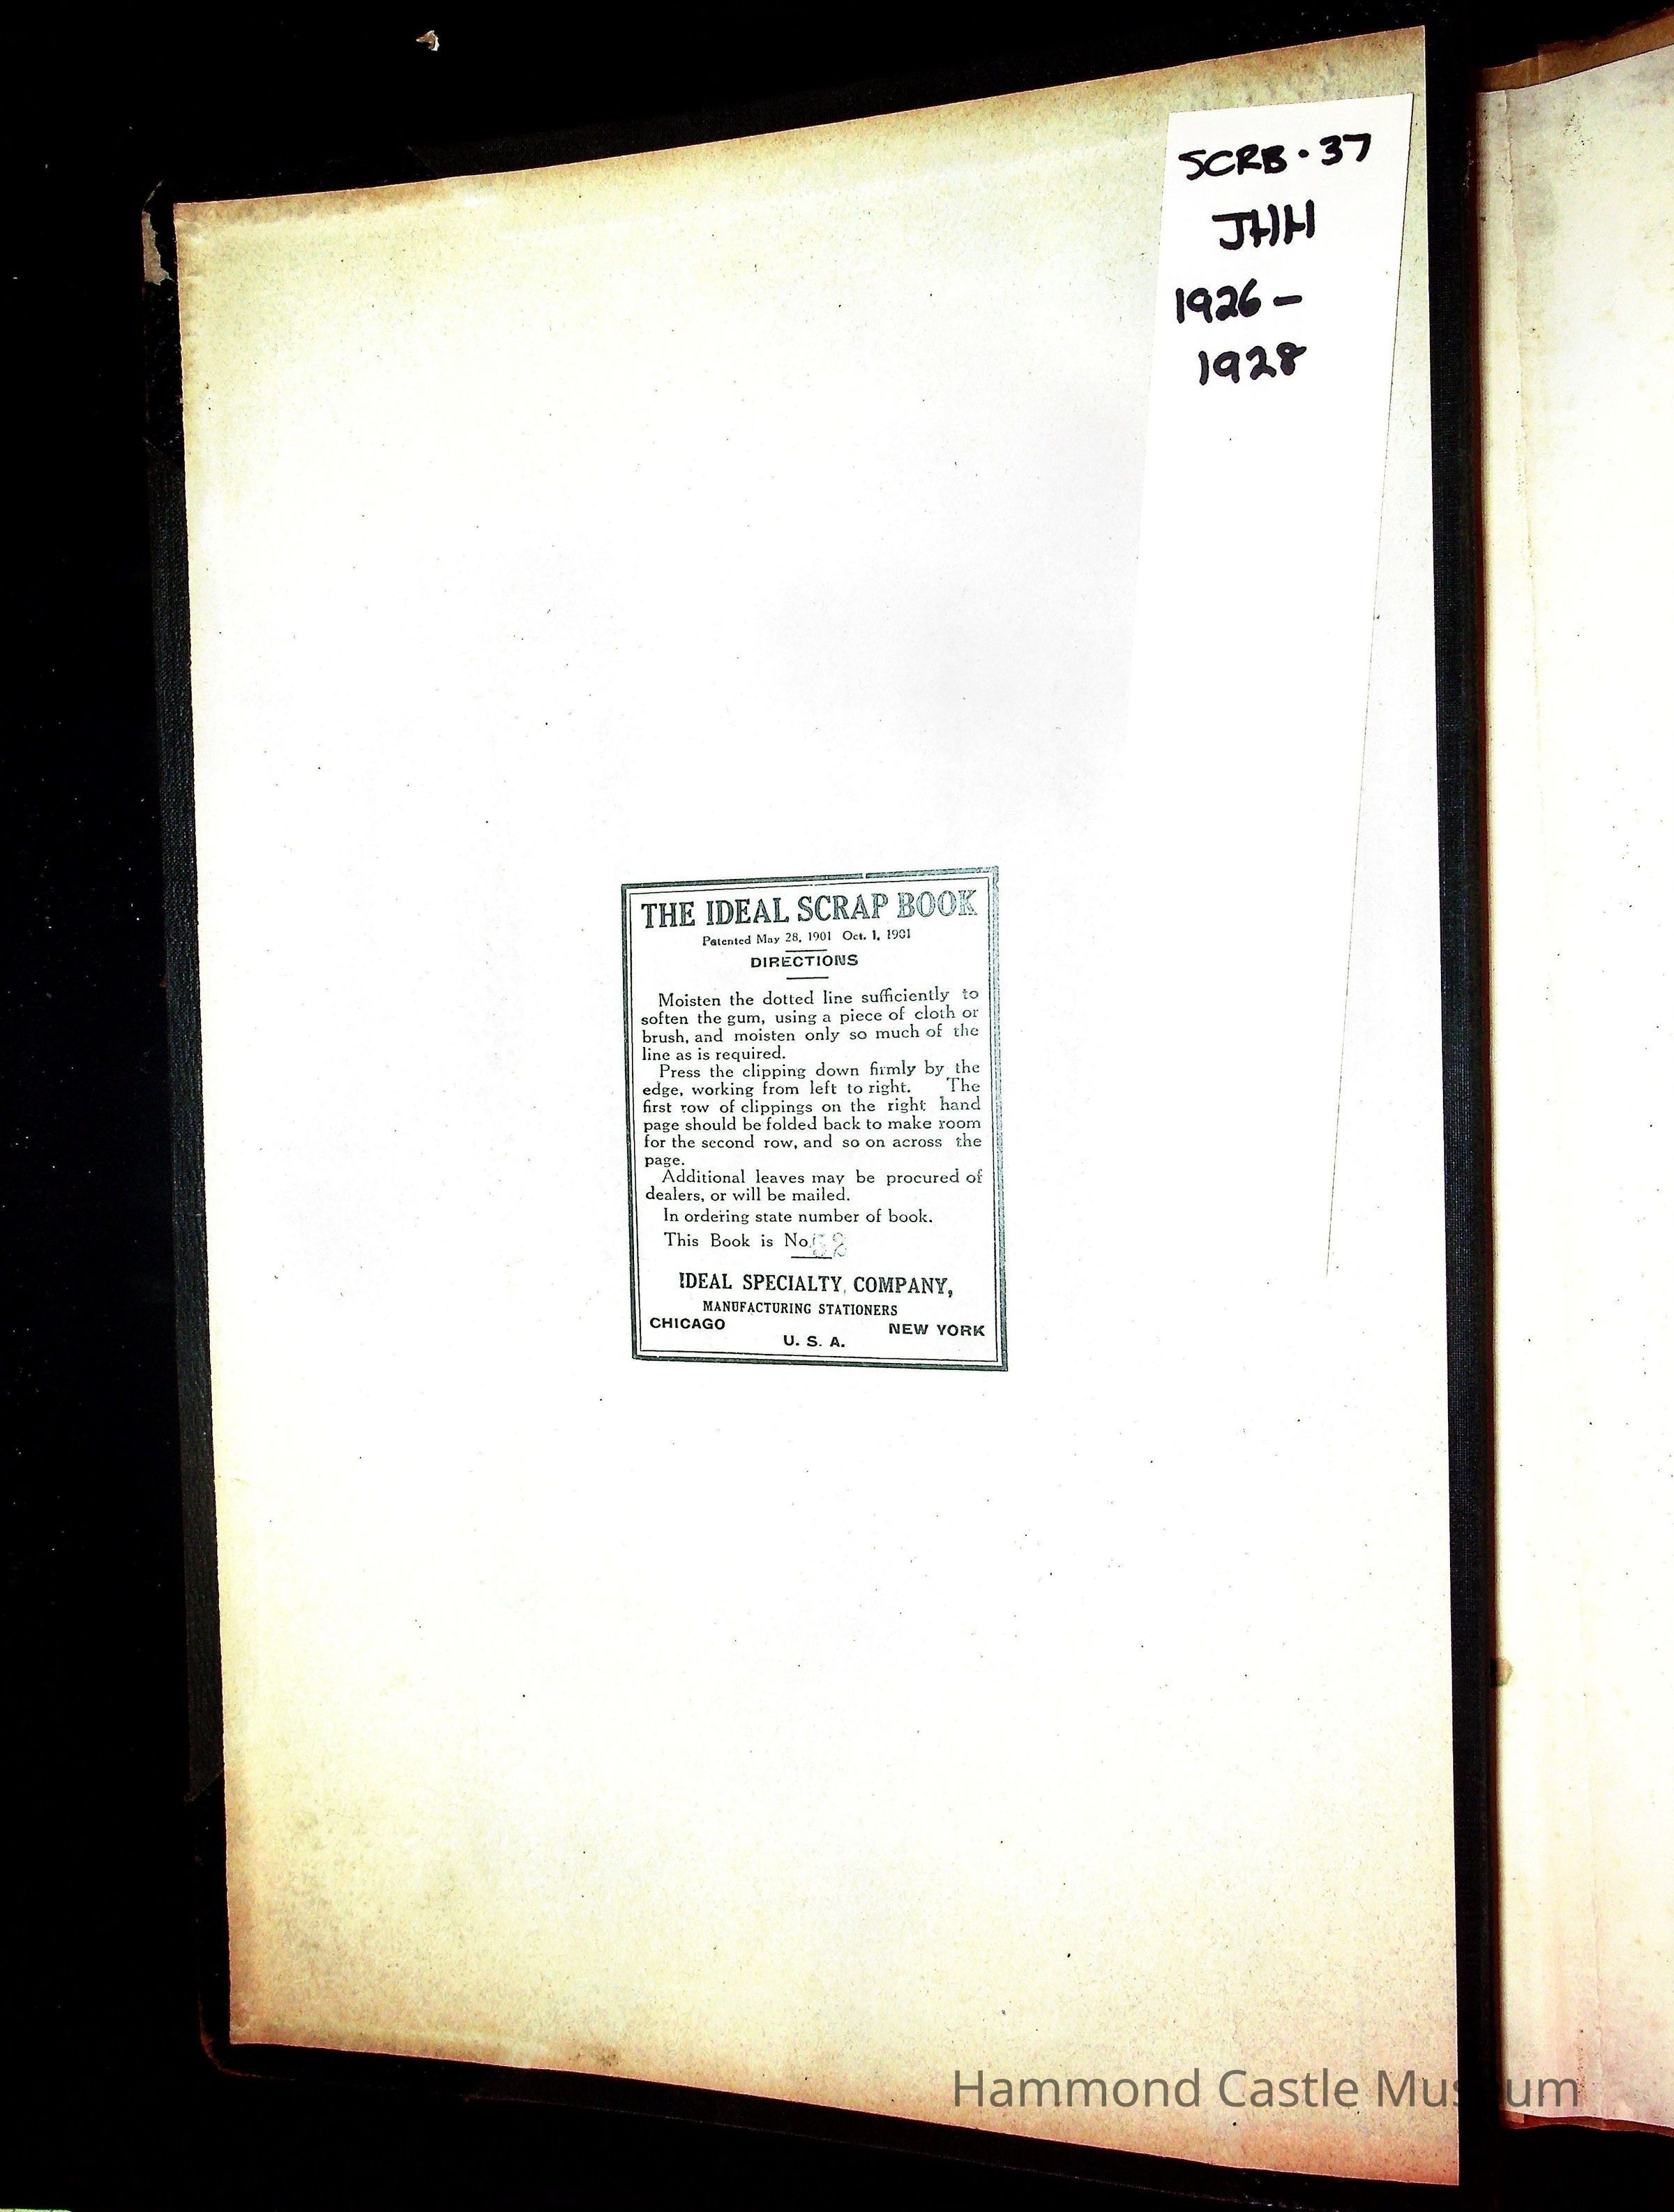 SCRB · 37
JHH
1926 –
1928
THE IDEAL SCRAP BOOK
Patented May 28, 1901 Oct. 1, 1901
DIRECTIONS
Moisten the dotted line sufficiently to
soften the gum, using a piece of cloth or
brush, and moisten only so much of the
line as is required.
Press the clipping down firmly by the
edge, working from left to right. The
first row of clippings on the right hand
page should be folded back to make room
for the second row, and so on across the
page.
Additional leaves may be procured of
dealers, or will be mailed.
In ordering state number of book.
This Book is No.
IDEAL SPECIALTY COMPANY,
MANUFACTURING STATIONERS
CHICAGO NEW YORK
U. S. A.
Hammond Castle Museum